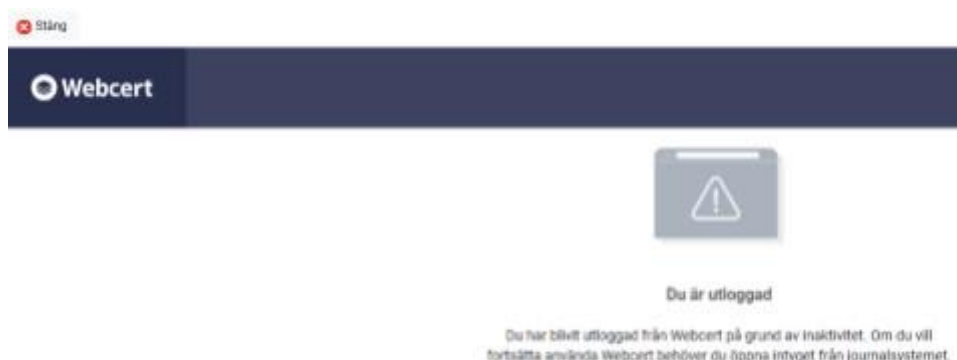 Stäng
Webcert
Du är utloggad
Du har blivit utloggad från Webcert på grund av inaktivitet. Om du vill
fortsätta använda Webcert behöver du öppna intyget från journalsystemet.